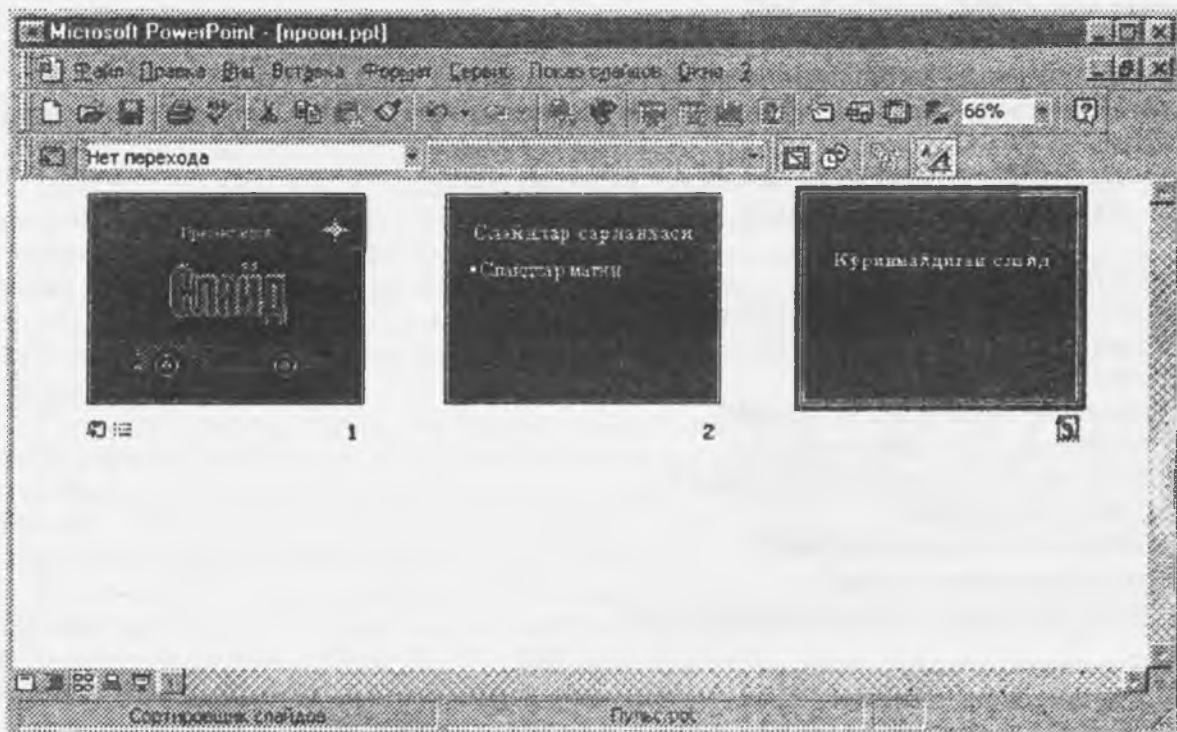 Microsoft PowerPoint - [проон.ppt]
Файл Правка Вид Вставка Формат Сервис Показ слайдов Окно ?
66%
Нет перехода
Слайд
Слайдлар сарлавхаси
•Слайдлар матни
Кўринмайдиган слайд
1
2
3
Сортировщик слайдов
Пульс.pot